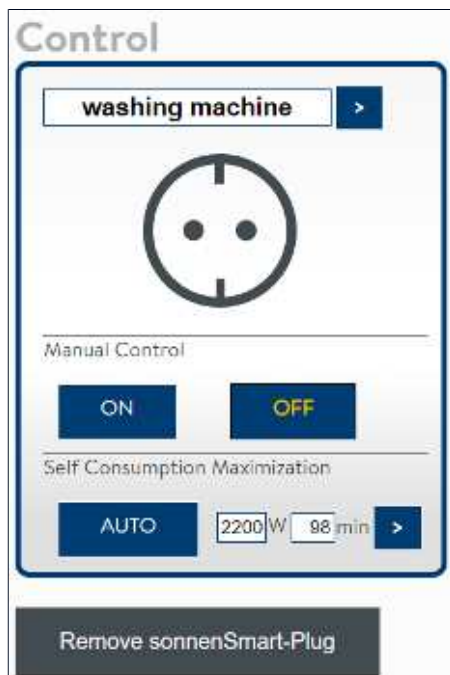 Control
washing machine >
Manual Control
ON OFF
Self Consumption Maximization
AUTO 2200 W 98 min >
Remove sonnenSmart-Plug